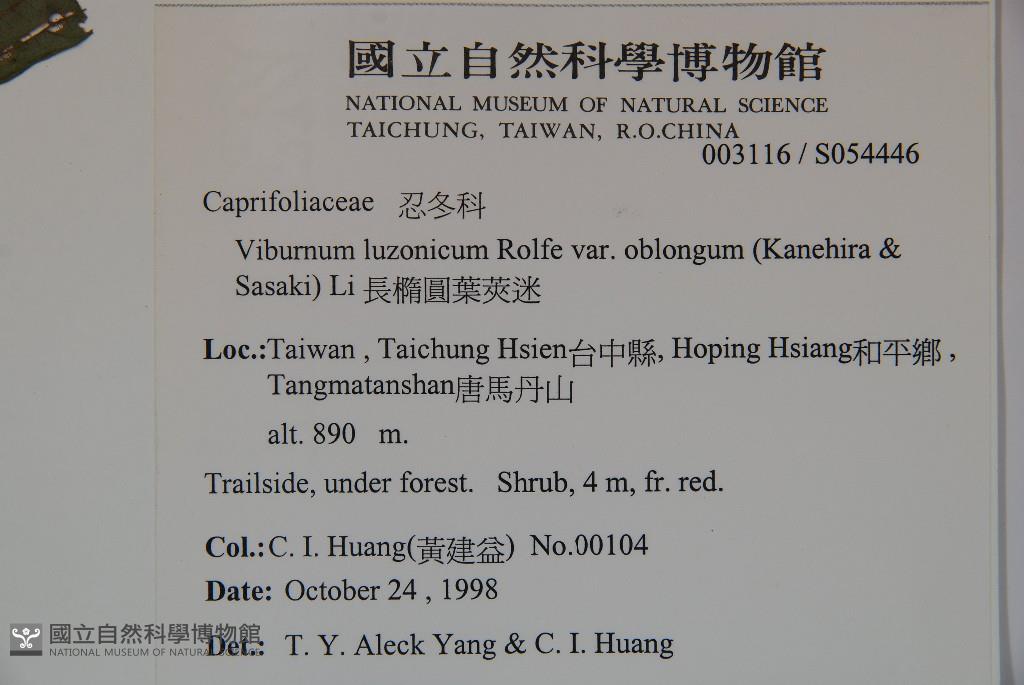 國立自然科學博物館
NATIONAL MUSEUM OF NATURAL SCIENCE
TAICHUNG, TAIWAN, R.O.CHINA
003116 / S054446
Caprifoliaceae 忍冬科
Viburnum luzonicum Rolfe var. oblongum (Kanehira &
Sasaki) Li 長橢圓葉莢迷
Loc.:Taiwan , Taichung Hsien台中縣, Hoping Hsiang和平鄉 ,
Tangmatanshan唐馬丹山
alt. 890 m.
Trailside, under forest. Shrub, 4 m, fr. red.
Col.: C. I. Huang(黃建益) No.00104
Date: October 24 , 1998
Det.: T. Y. Aleck Yang & C. I. Huang
國立自然科學博物館
NATIONAL MUSEUM OF NATURAL SCIENCE